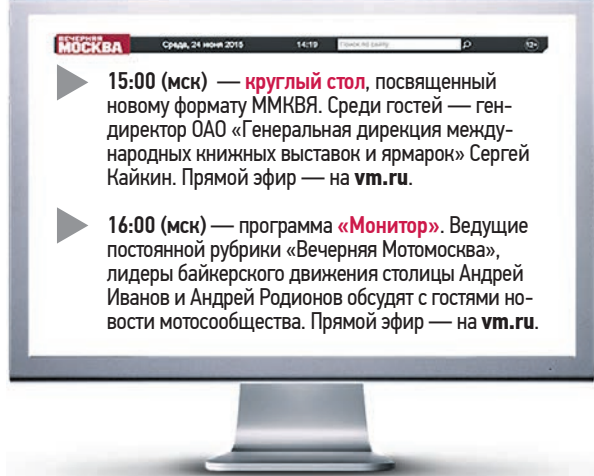 ВЕЧЕРНЯЯ
МОСКВА Среда, 24 июня 2015 14:19 Поиск по сайту 12+
15:00 (мск) — круглый стол, посвященный
новому формату ММКВЯ. Среди гостей — ген-
директор ОАО «Генеральная дирекция между-
народных книжных выставок и ярмарок» Сергей
Кайкин. Прямой эфир — на vm.ru.
16:00 (мск) — программа «Монитор». Ведущие
постоянной рубрики «Вечерняя Мотомосква»,
лидеры байкерского движения столицы Андрей
Иванов и Андрей Родионов обсудят с гостями но-
вости мотосообщества. Прямой эфир — на vm.ru.